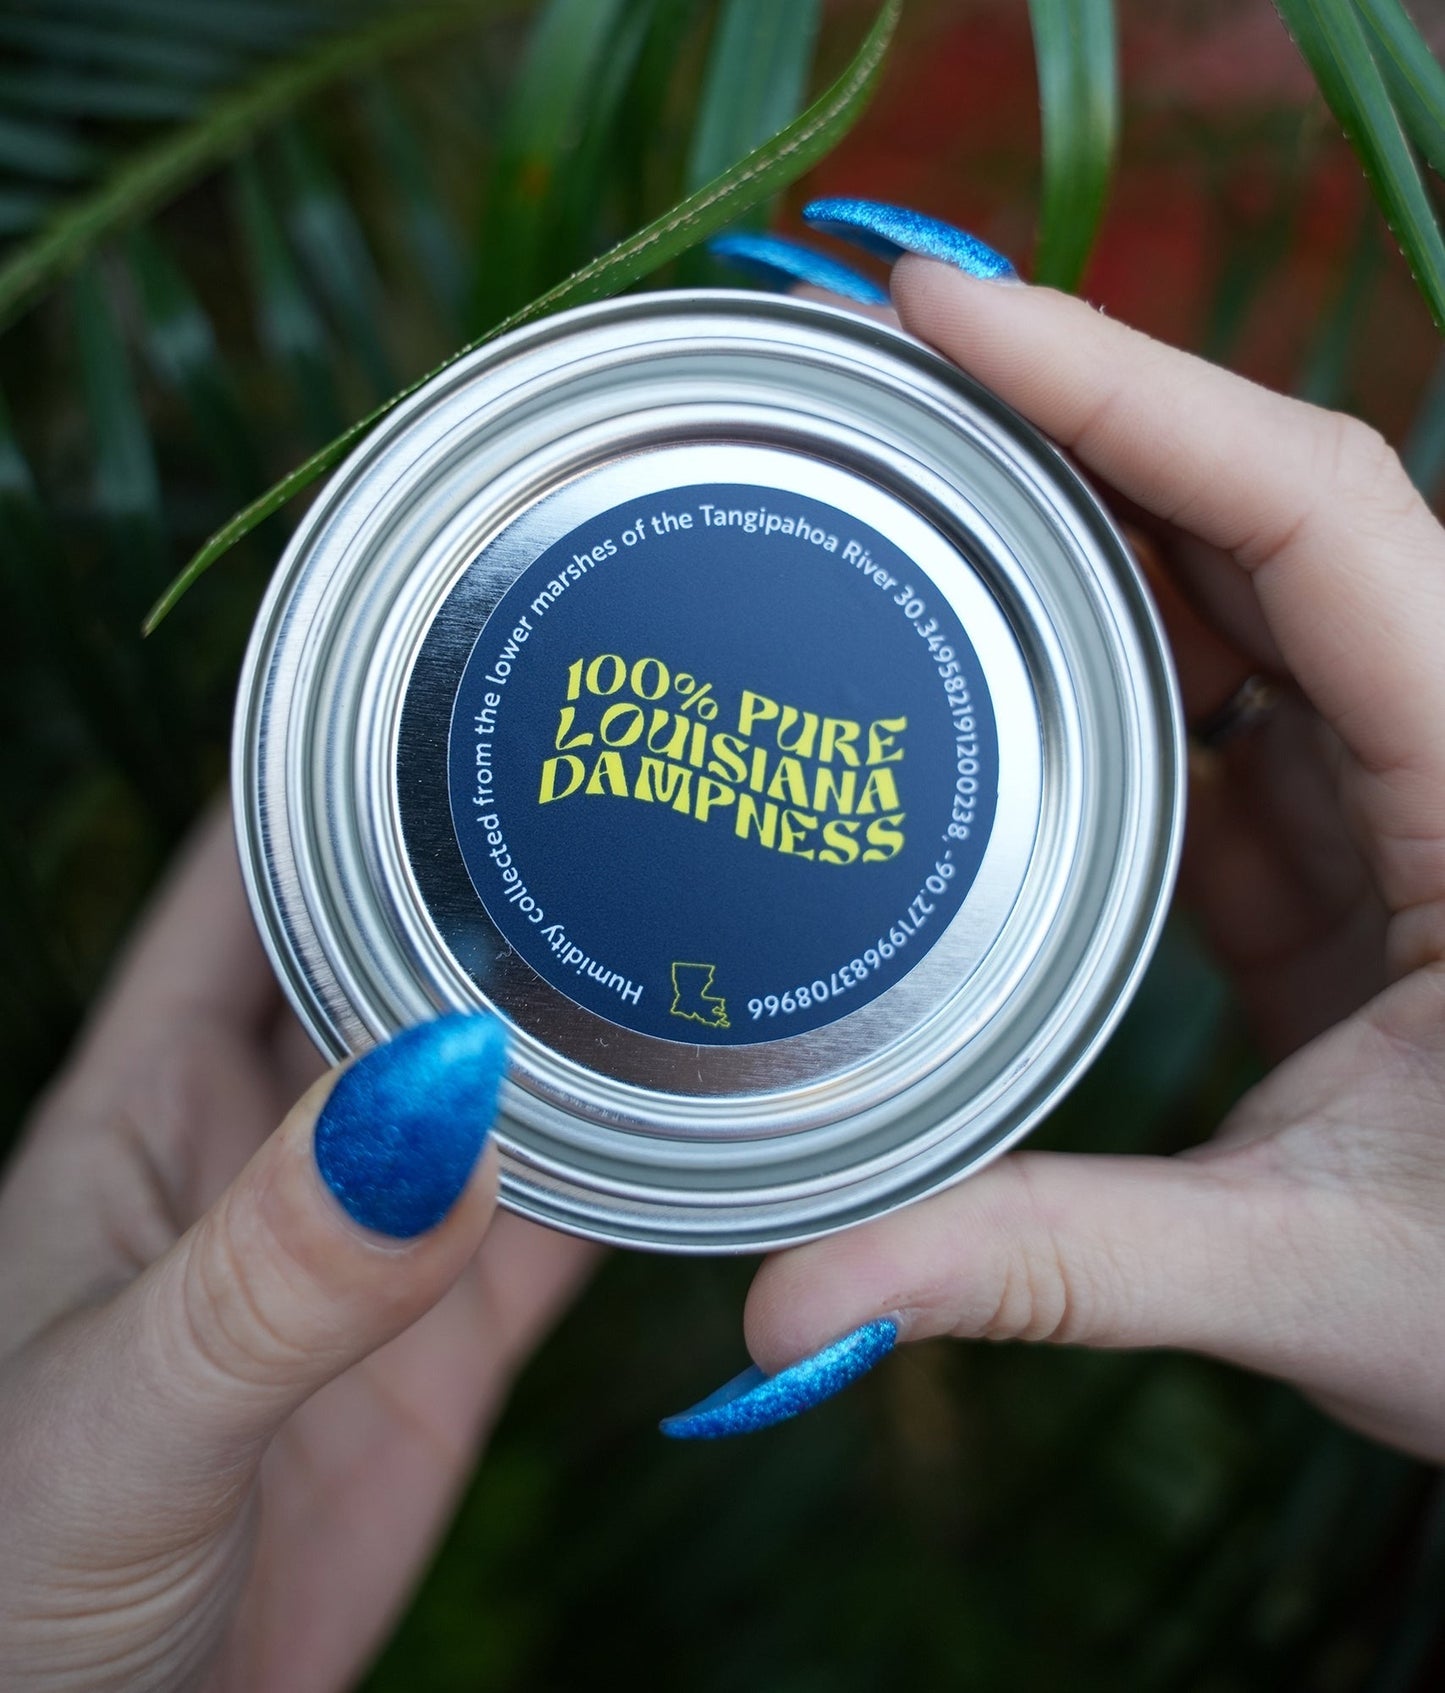 100% PURE
LOUISIANA
DAMPNESS
Humidity collected from the lower marshes of the Tangipahoa River 30.349582191200238, -90.27199683708966